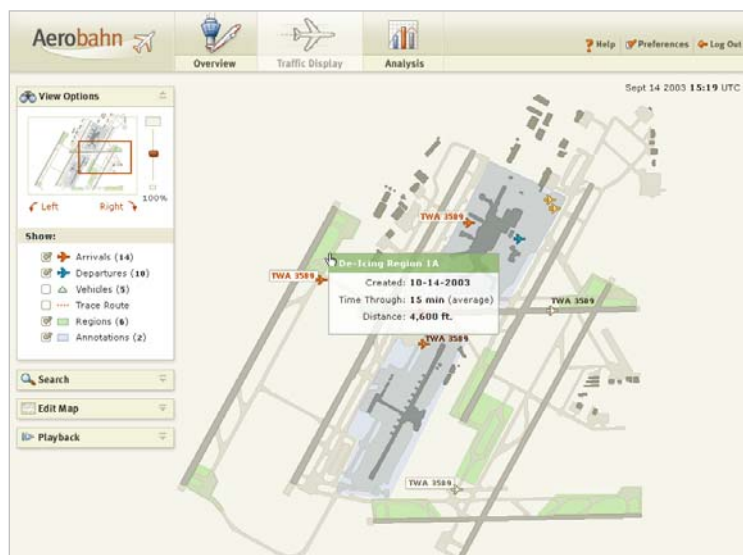 Aerobahn
Overview
Traffic Display
Analysis
Help
Preferences
Log Out
Sept 14 2003 15:19 UTC
View Options
Left
Right
100%
Show:
Arrivals (14)
Departures (10)
Vehicles (5)
Trace Route
Regions (6)
Annotations (2)
Search
Edit Map
Playback
TWA 3589
TWA 3589
De-Icing Region 1A
Created: 10-14-2003
Time Through: 15 min (average)
Distance: 4,600 ft.
TWA 3589
TWA 3589
TWA 3589